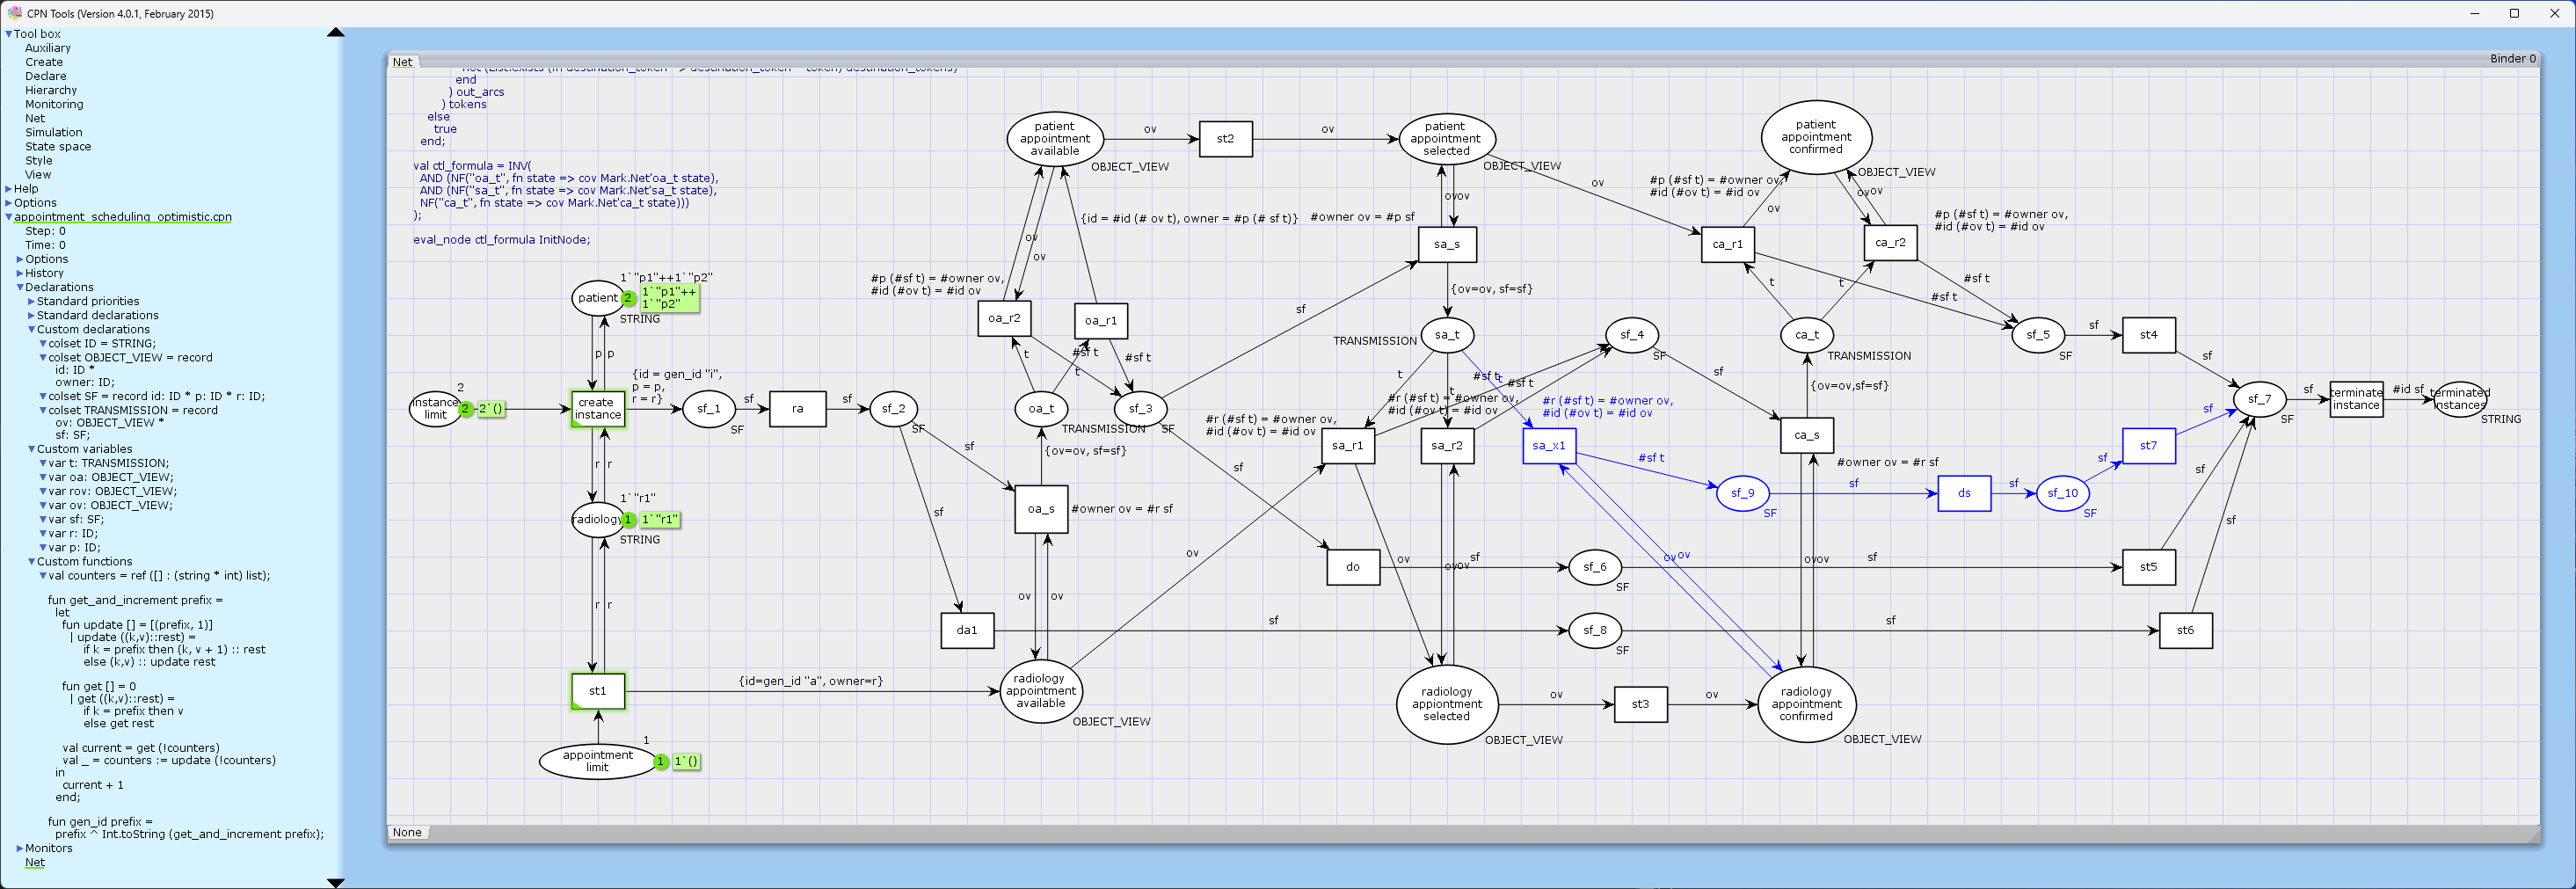 CPN Tools (Version 4.0.1, February 2015)
Tool box
Auxiliary
Create
Declare
Hierarchy
Monitoring
Net
Simulation
State space
Style
View
Help
Options
appointment_scheduling_optimistic.cpn
Step: 0
Time: 0
Options
History
Declarations
Standard priorities
Standard declarations
Custom declarations
colset ID = STRING;
colset OBJECT_VIEW = record
id: ID *
owner: ID;
colset SF = record id: ID * p: ID * r: ID;
colset TRANSMISSION = record
ov: OBJECT_VIEW *
sf: SF;
Custom variables
var t: TRANSMISSION;
var oa: OBJECT_VIEW;
var rov: OBJECT_VIEW;
var ov: OBJECT_VIEW;
var sf: SF;
var r: ID;
var p: ID;
Custom functions
val counters = ref ([] : (string * int) list);
fun get_and_increment prefix =
let
fun update [] = [(prefix, 1)]
| update ((k,v)::rest) =
if k = prefix then (k, v + 1) :: rest
else (k,v) :: update rest
fun get [] = 0
| get ((k,v)::rest) =
if k = prefix then v
else get rest
val current = get (!counters)
val _ = counters := update (!counters)
in
current + 1
end;
fun gen_id prefix =
prefix ^ Int.toString (get_and_increment prefix);
Monitors
Net
Net
Binder 0
end
) out_arcs
) tokens
else
true
end;
val ctl_formula = INV(
AND (NF("oa_t", fn state => cov Mark.Net'oa_t state),
AND (NF("sa_t", fn state => cov Mark.Net'sa_t state),
NF("ca_t", fn state => cov Mark.Net'ca_t state)))
);
eval_node ctl_formula InitNode;
patient
appointment
available
OBJECT_VIEW
ov
st2
ov
patient
appointment
selected
OBJECT_VIEW
ov
patient
appointment
confirmed
OBJECT_VIEW
#p (#sf t) = #owner ov,
#id (#ov t) = #id ov
ov
ov
ov
ov
ov
{id = #id (# ov t), owner = #p (# sf t)}
#owner ov = #p sf
ov
ov
sa_s
ca_r1
ca_r2
#p (#sf t) = #owner ov,
#id (#ov t) = #id ov
1`"p1"++1`"p2"
patient
2
1`"p1"++
1`"p2"
STRING
#p (#sf t) = #owner ov,
#id (#ov t) = #id ov
oa_r2
oa_r1
sf
{ov=ov, sf=sf}
t
t
#sf t
#sf t
sa_t
TRANSMISSION
sf_4
SF
ca_t
TRANSMISSION
sf_5
SF
sf
st4
sf
p
p
t
t
#sf t
#sf t
t
t
t
#sf t
#sf t
sf
{ov=ov,sf=sf}
2
instance
limit
2
2`()
create
instance
{id = gen_id "i",
p = p,
r = r}
sf_1
SF
sf
ra
sf
sf_2
SF
oa_t
TRANSMISSION
sf_3
SF
#r (#sf t) = #owner ov,
#id (#ov t) = #id ov
#r (#sf t) = #owner ov,
#id (#ov t) = #id ov
#r (#sf t) = #owner ov,
#id (#ov t) = #id ov
sf_7
SF
sf
terminate
instance
#id sf
terminated
instances
STRING
sf
sa_r1
sa_r2
sa_x1
ca_s
st7
#owner ov = #r sf
{ov=ov, sf=sf}
r
r
sf
sf
#sf t
sf
sf
1`"r1"
radiology
1
1`"r1"
STRING
oa_s
#owner ov = #r sf
sf
sf_9
SF
sf
ds
sf
sf_10
SF
sf
ov
do
ov
sf
ov
ov
ov
ov
ov
ov
sf
sf_6
SF
st5
r
r
ov
ov
da1
sf
sf_8
SF
sf
st6
st1
{id=gen_id "a", owner=r}
radiology
appointment
available
OBJECT_VIEW
radiology
appiontment
selected
OBJECT_VIEW
ov
st3
ov
radiology
appointment
confirmed
OBJECT_VIEW
1
appointment
limit
1
1`()
None